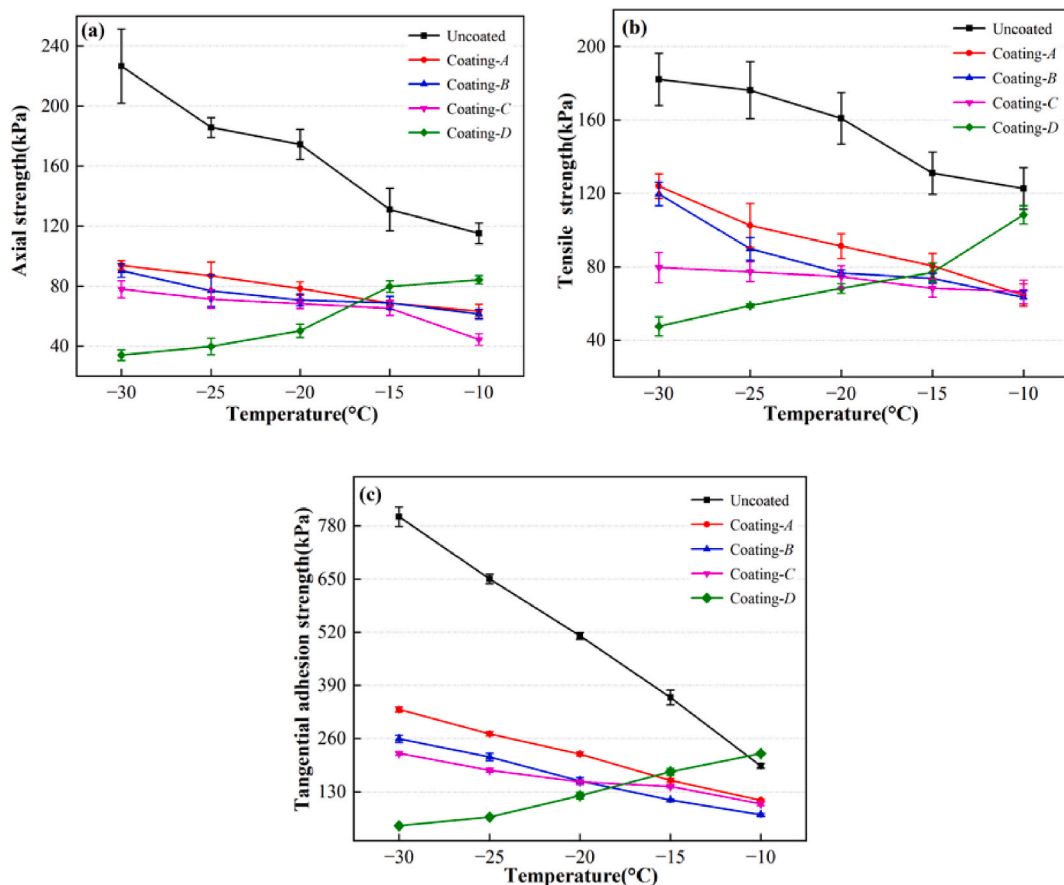 (a)
Uncoated
Coating-A
Coating-B
Coating-C
Coating-D
240
200
160
120
80
40
Axial strength(kPa)
−30 −25 −20 −15 −10
Temperature(°C)
(b)
Uncoated
Coating-A
Coating-B
Coating-C
Coating-D
200
160
120
80
40
Tensile strength(kPa)
−30 −25 −20 −15 −10
Temperature(°C)
(c)
Uncoated
Coating-A
Coating-B
Coating-C
Coating-D
780
650
520
390
260
130
Tangential adhesion strength(kPa)
−30 −25 −20 −15 −10
Temperature(°C)